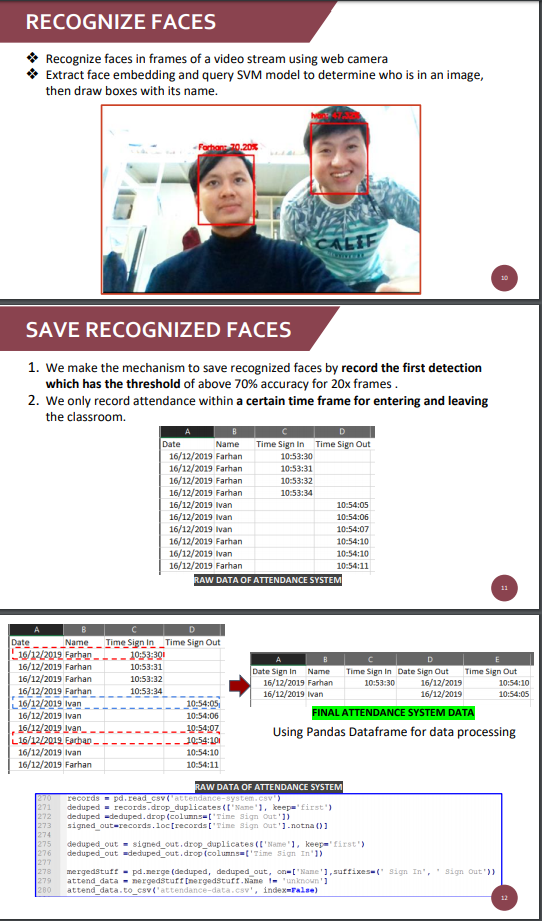 RECOGNIZE FACES
❖ Recognize faces in frames of a video stream using web camera
❖ Extract face embedding and query SVM model to determine who is in an image,
then draw boxes with its name.
Farhan: 70.20%
Ivan:
CALIF
10
SAVE RECOGNIZED FACES
1. We make the mechanism to save recognized faces by record the first detection
which has the threshold of above 70% accuracy for 20x frames .
2. We only record attendance within a certain time frame for entering and leaving
the classroom.
A B C D
Date Name Time Sign In Time Sign Out
16/12/2019 Farhan 10:53:30
16/12/2019 Farhan 10:53:31
16/12/2019 Farhan 10:53:32
16/12/2019 Farhan 10:53:34
16/12/2019 Ivan 10:54:05
16/12/2019 Ivan 10:54:06
16/12/2019 Ivan 10:54:07
16/12/2019 Farhan 10:54:10
16/12/2019 Ivan 10:54:10
16/12/2019 Farhan 10:54:11
RAW DATA OF ATTENDANCE SYSTEM
11
A B C D
Date Name Time Sign In Time Sign Out
16/12/2019 Farhan 10:53:30
16/12/2019 Farhan 10:53:31
16/12/2019 Farhan 10:53:32
16/12/2019 Farhan 10:53:34
16/12/2019 Ivan 10:54:05
16/12/2019 Ivan 10:54:06
16/12/2019 Ivan 10:54:07
16/12/2019 Farhan 10:54:10
16/12/2019 Ivan 10:54:10
16/12/2019 Farhan 10:54:11
A B C D E
Date Sign In Name Time Sign In Date Sign Out Time Sign Out
16/12/2019 Farhan 10:53:30 16/12/2019 10:54:10
16/12/2019 Ivan 16/12/2019 10:54:05
FINAL ATTENDANCE SYSTEM DATA
Using Pandas Dataframe for data processing
RAW DATA OF ATTENDANCE SYSTEM
270 records = pd.read_csv('attendance-system.csv')
271 deduped = records.drop_duplicates(['Name'], keep='first')
272 deduped =deduped.drop(columns=['Time Sign Out'])
273 signed_out=records.loc[records['Time Sign Out'].notna()]
274
275 deduped_out = signed_out.drop_duplicates(['Name'], keep='first')
276 deduped_out =deduped_out.drop(columns=['Time Sign In'])
277
278 mergedStuff = pd.merge(deduped, deduped_out, on=['Name'],suffixes=(' Sign In', ' Sign Out'))
279 attend_data = mergedStuff[mergedStuff.Name != 'unknown']
280 attend_data.to_csv('attendance-data.csv', index=False)
12